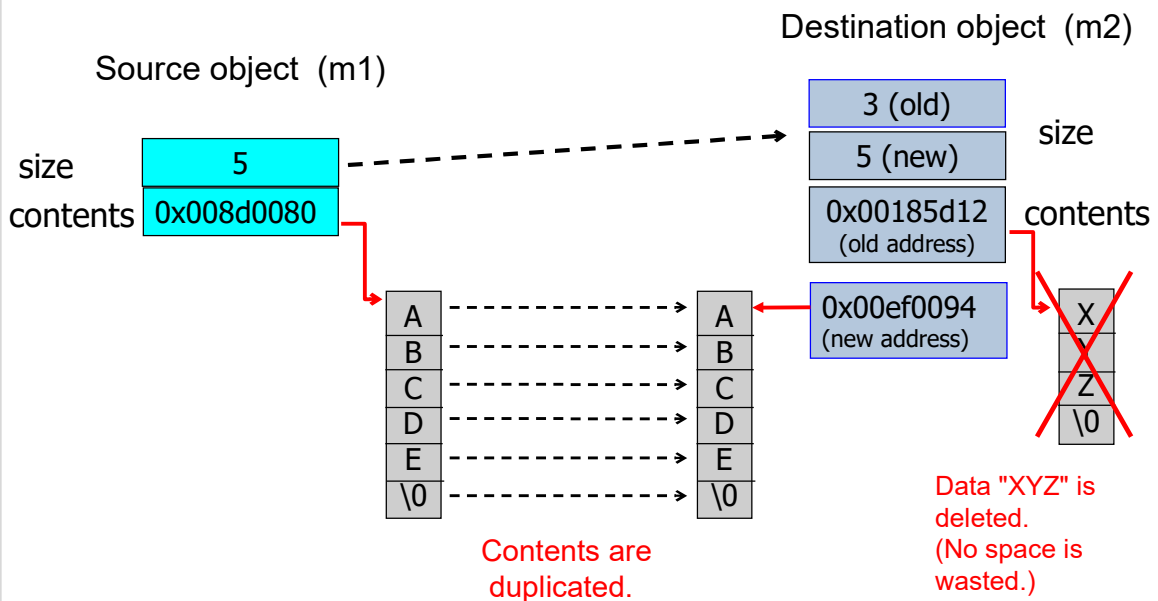 Destination object  (m2)
Source object  (m1)
3 (old)
size
5 (new)
size
5
contents
0x008d0080
0x00185d12
(old address)
contents
0x00ef0094
(new address)
A
B
C
D
E
\0
A
B
C
D
E
\0
X
Z
\0
Contents are
duplicated.
Data "XYZ" is
deleted.
(No space is
wasted.)